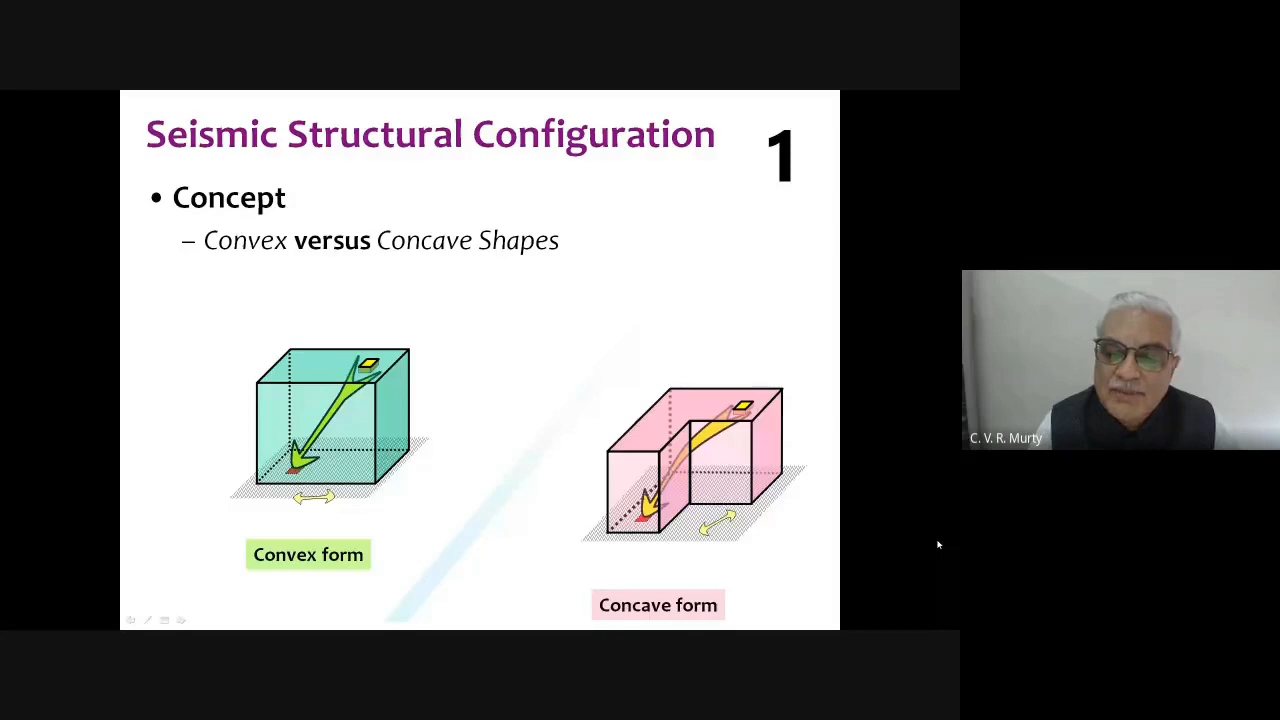 Seismic Structural Configuration
1
• Concept
– Convex versus Concave Shapes
Convex form
Concave form
C. V. R. Murty